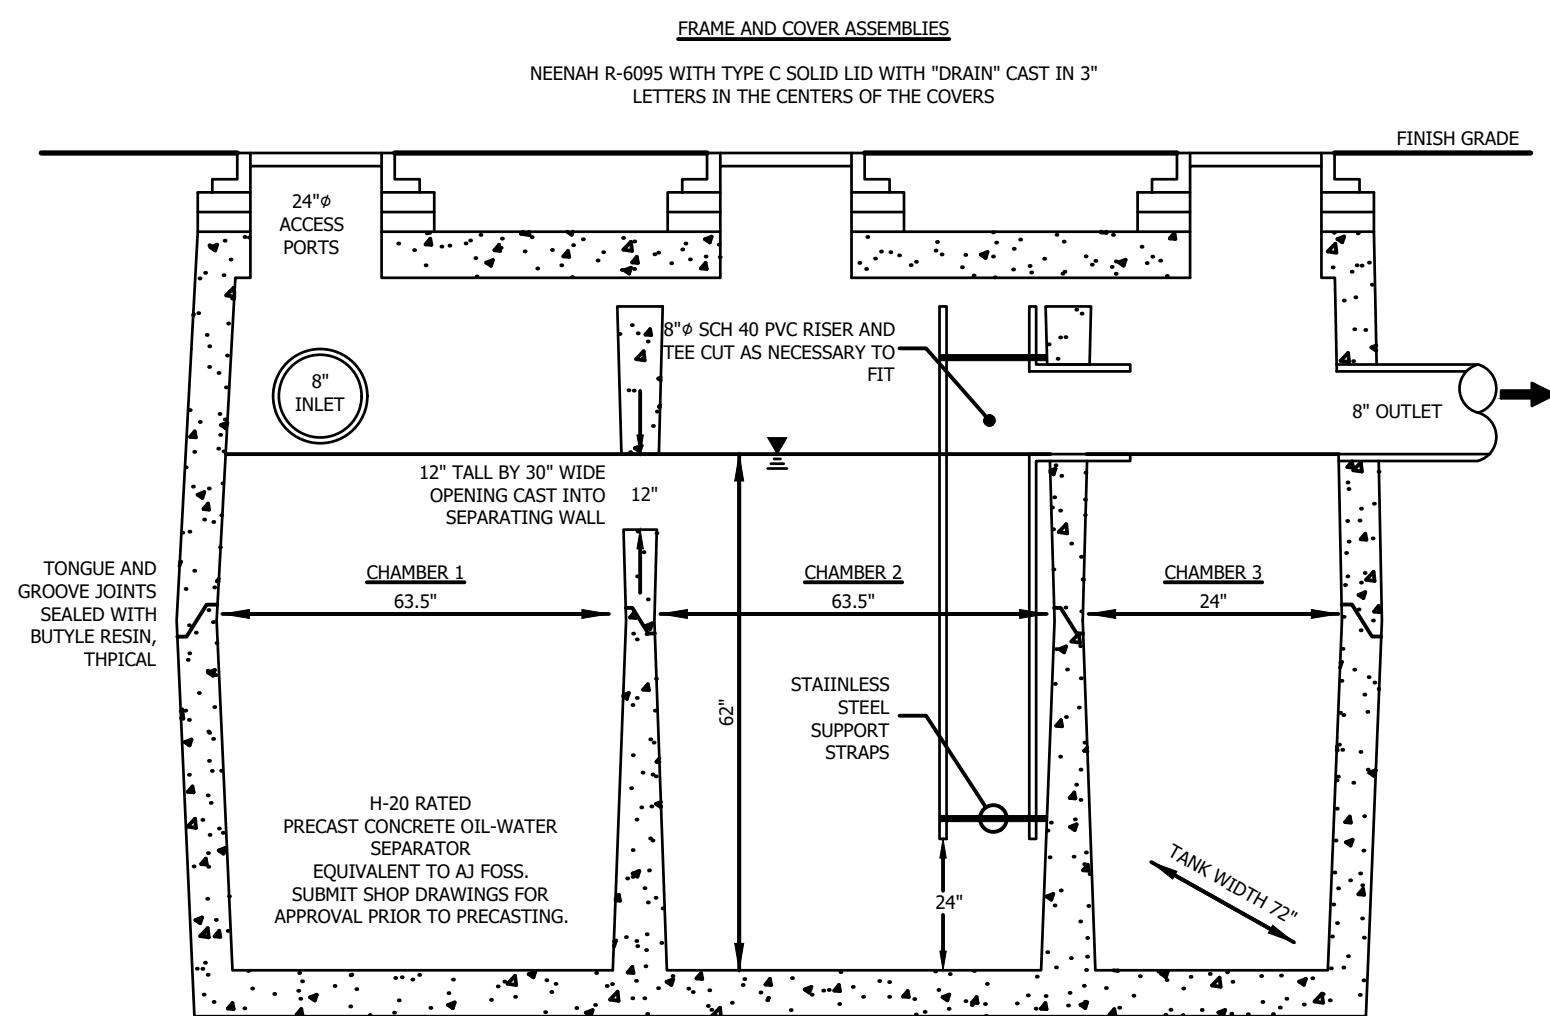 FRAME AND COVER ASSEMBLIES
NEENAH R-6095 WITH TYPE C SOLID LID WITH "DRAIN" CAST IN 3"
LETTERS IN THE CENTERS OF THE COVERS
FINISH GRADE
24"⌀
ACCESS
PORTS
8"⌀ SCH 40 PVC RISER AND
TEE CUT AS NECESSARY TO
FIT
8"
INLET
8" OUTLET
12" TALL BY 30" WIDE
OPENING CAST INTO
SEPARATING WALL
12"
TONGUE AND
GROOVE JOINTS
SEALED WITH
BUTYLE RESIN,
THPICAL
CHAMBER 1
63.5"
CHAMBER 2
63.5"
CHAMBER 3
24"
62"
STAIINLESS
STEEL
SUPPORT
STRAPS
H-20 RATED
PRECAST CONCRETE OIL-WATER
SEPARATOR
EQUIVALENT TO AJ FOSS.
SUBMIT SHOP DRAWINGS FOR
APPROVAL PRIOR TO PRECASTING.
24"
TANK WIDTH 72"